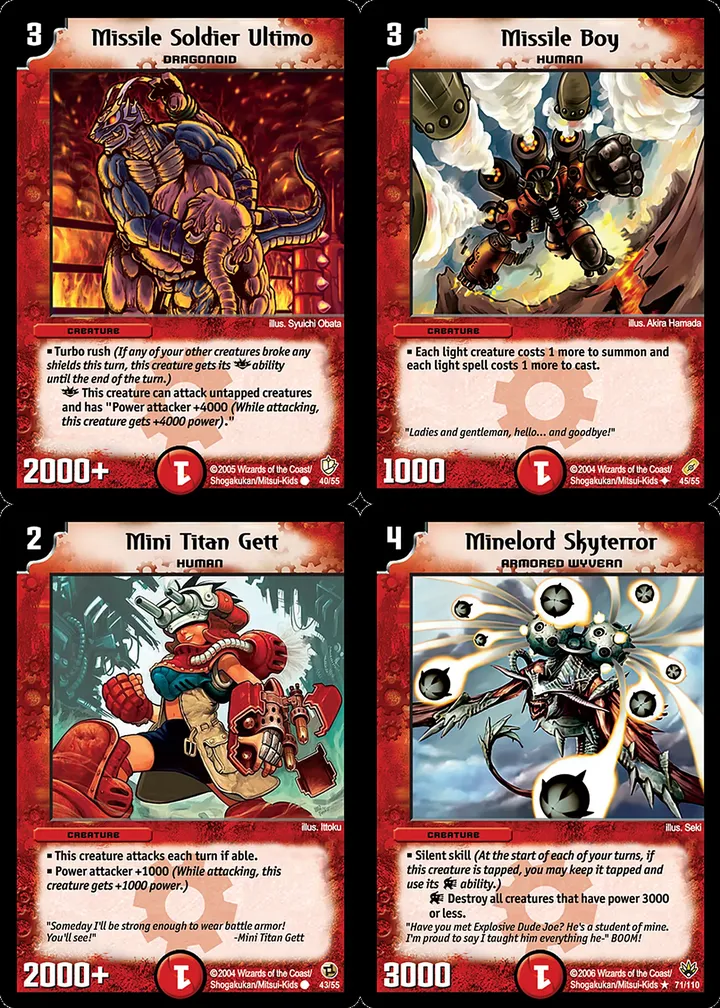 3
Missile Soldier Ultimo
DRAGONOID
illus. Syuichi Obata
CREATURE
▪ Turbo rush (If any of your other creatures broke any
shields this turn, this creature gets its ability
until the end of the turn.)
This creature can attack untapped creatures
and has "Power attacker +4000 (While attacking,
this creature gets +4000 power)."
2000+
1
©2005 Wizards of the Coast/
Shogakukan/Mitsui-Kids ● 40/55
3
Missile Boy
HUMAN
illus. Akira Hamada
CREATURE
▪ Each light creature costs 1 more to summon and
each light spell costs 1 more to cast.
"Ladies and gentleman, hello... and goodbye!"
1000
1
©2004 Wizards of the Coast/
Shogakukan/Mitsui-Kids ✦ 45/55
2
Mini Titan Gett
HUMAN
illus. Ittoku
CREATURE
▪ This creature attacks each turn if able.
▪ Power attacker +1000 (While attacking, this
creature gets +1000 power.)
"Someday I'll be strong enough to wear battle armor!
You'll see!" -Mini Titan Gett
2000+
1
©2004 Wizards of the Coast/
Shogakukan/Mitsui-Kids ● 43/55
4
Minelord Skyterror
ARMORED WYVERN
illus. Seki
CREATURE
▪ Silent skill (At the start of each of your turns, if
this creature is tapped, you may keep it tapped and
use its ability.)
Destroy all creatures that have power 3000
or less.
"Have you met Explosive Dude Joe? He's a student of mine.
I'm proud to say I taught him everything he-" BOOM!
3000
1
©2006 Wizards of the Coast/
Shogakukan/Mitsui-Kids ★ 71/110